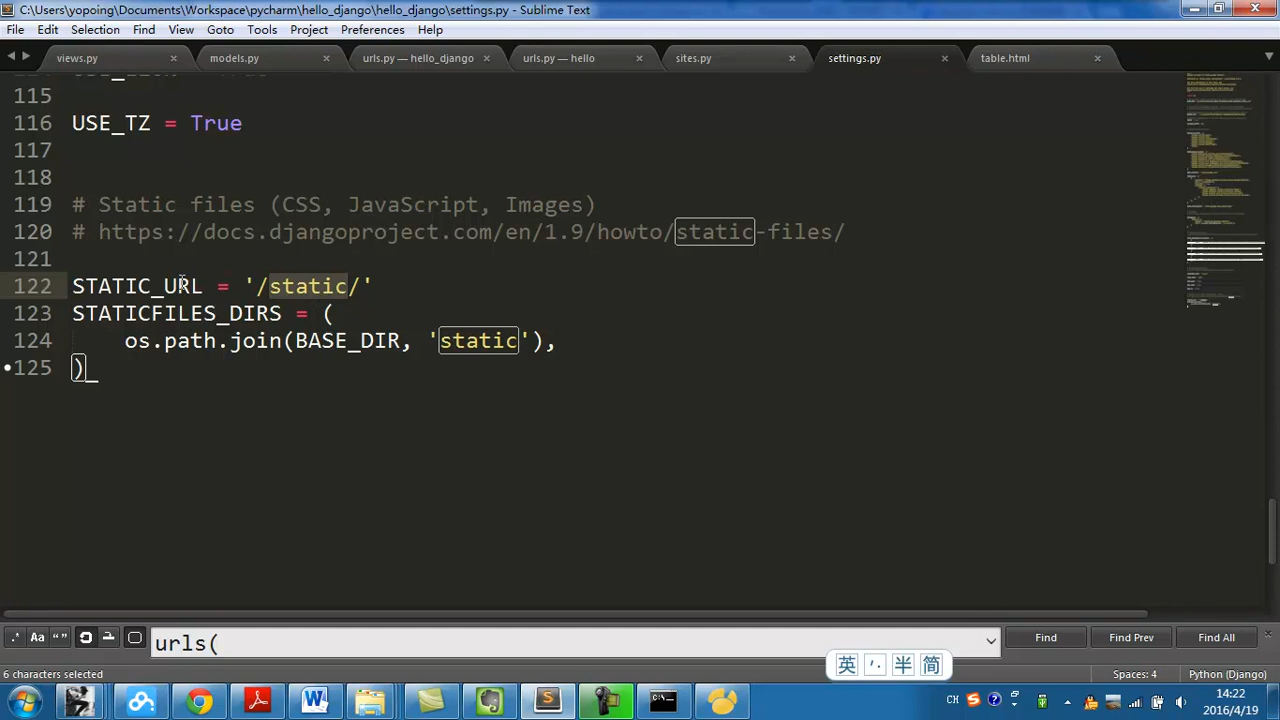 C:\Users\yopoing\Documents\Workspace\pycharm\hello_django\hello_django\settings.py - Sublime Text
File Edit Selection Find View Goto Tools Project Preferences Help
views.py models.py urls.py — hello_django urls.py — hello sites.py settings.py table.html
115
116 USE_TZ = True
117
118
119 # Static files (CSS, JavaScript, Images)
120 # https://docs.djangoproject.com/en/1.9/howto/static-files/
121
122 STATIC_URL = '/static/'
123 STATICFILES_DIRS = (
124 os.path.join(BASE_DIR, 'static'),
125 )
.* Aa “ ” urls( Find Find Prev Find All
英 半 简
6 characters selected Spaces: 4 Python (Django)
CH 14:22
2016/4/19